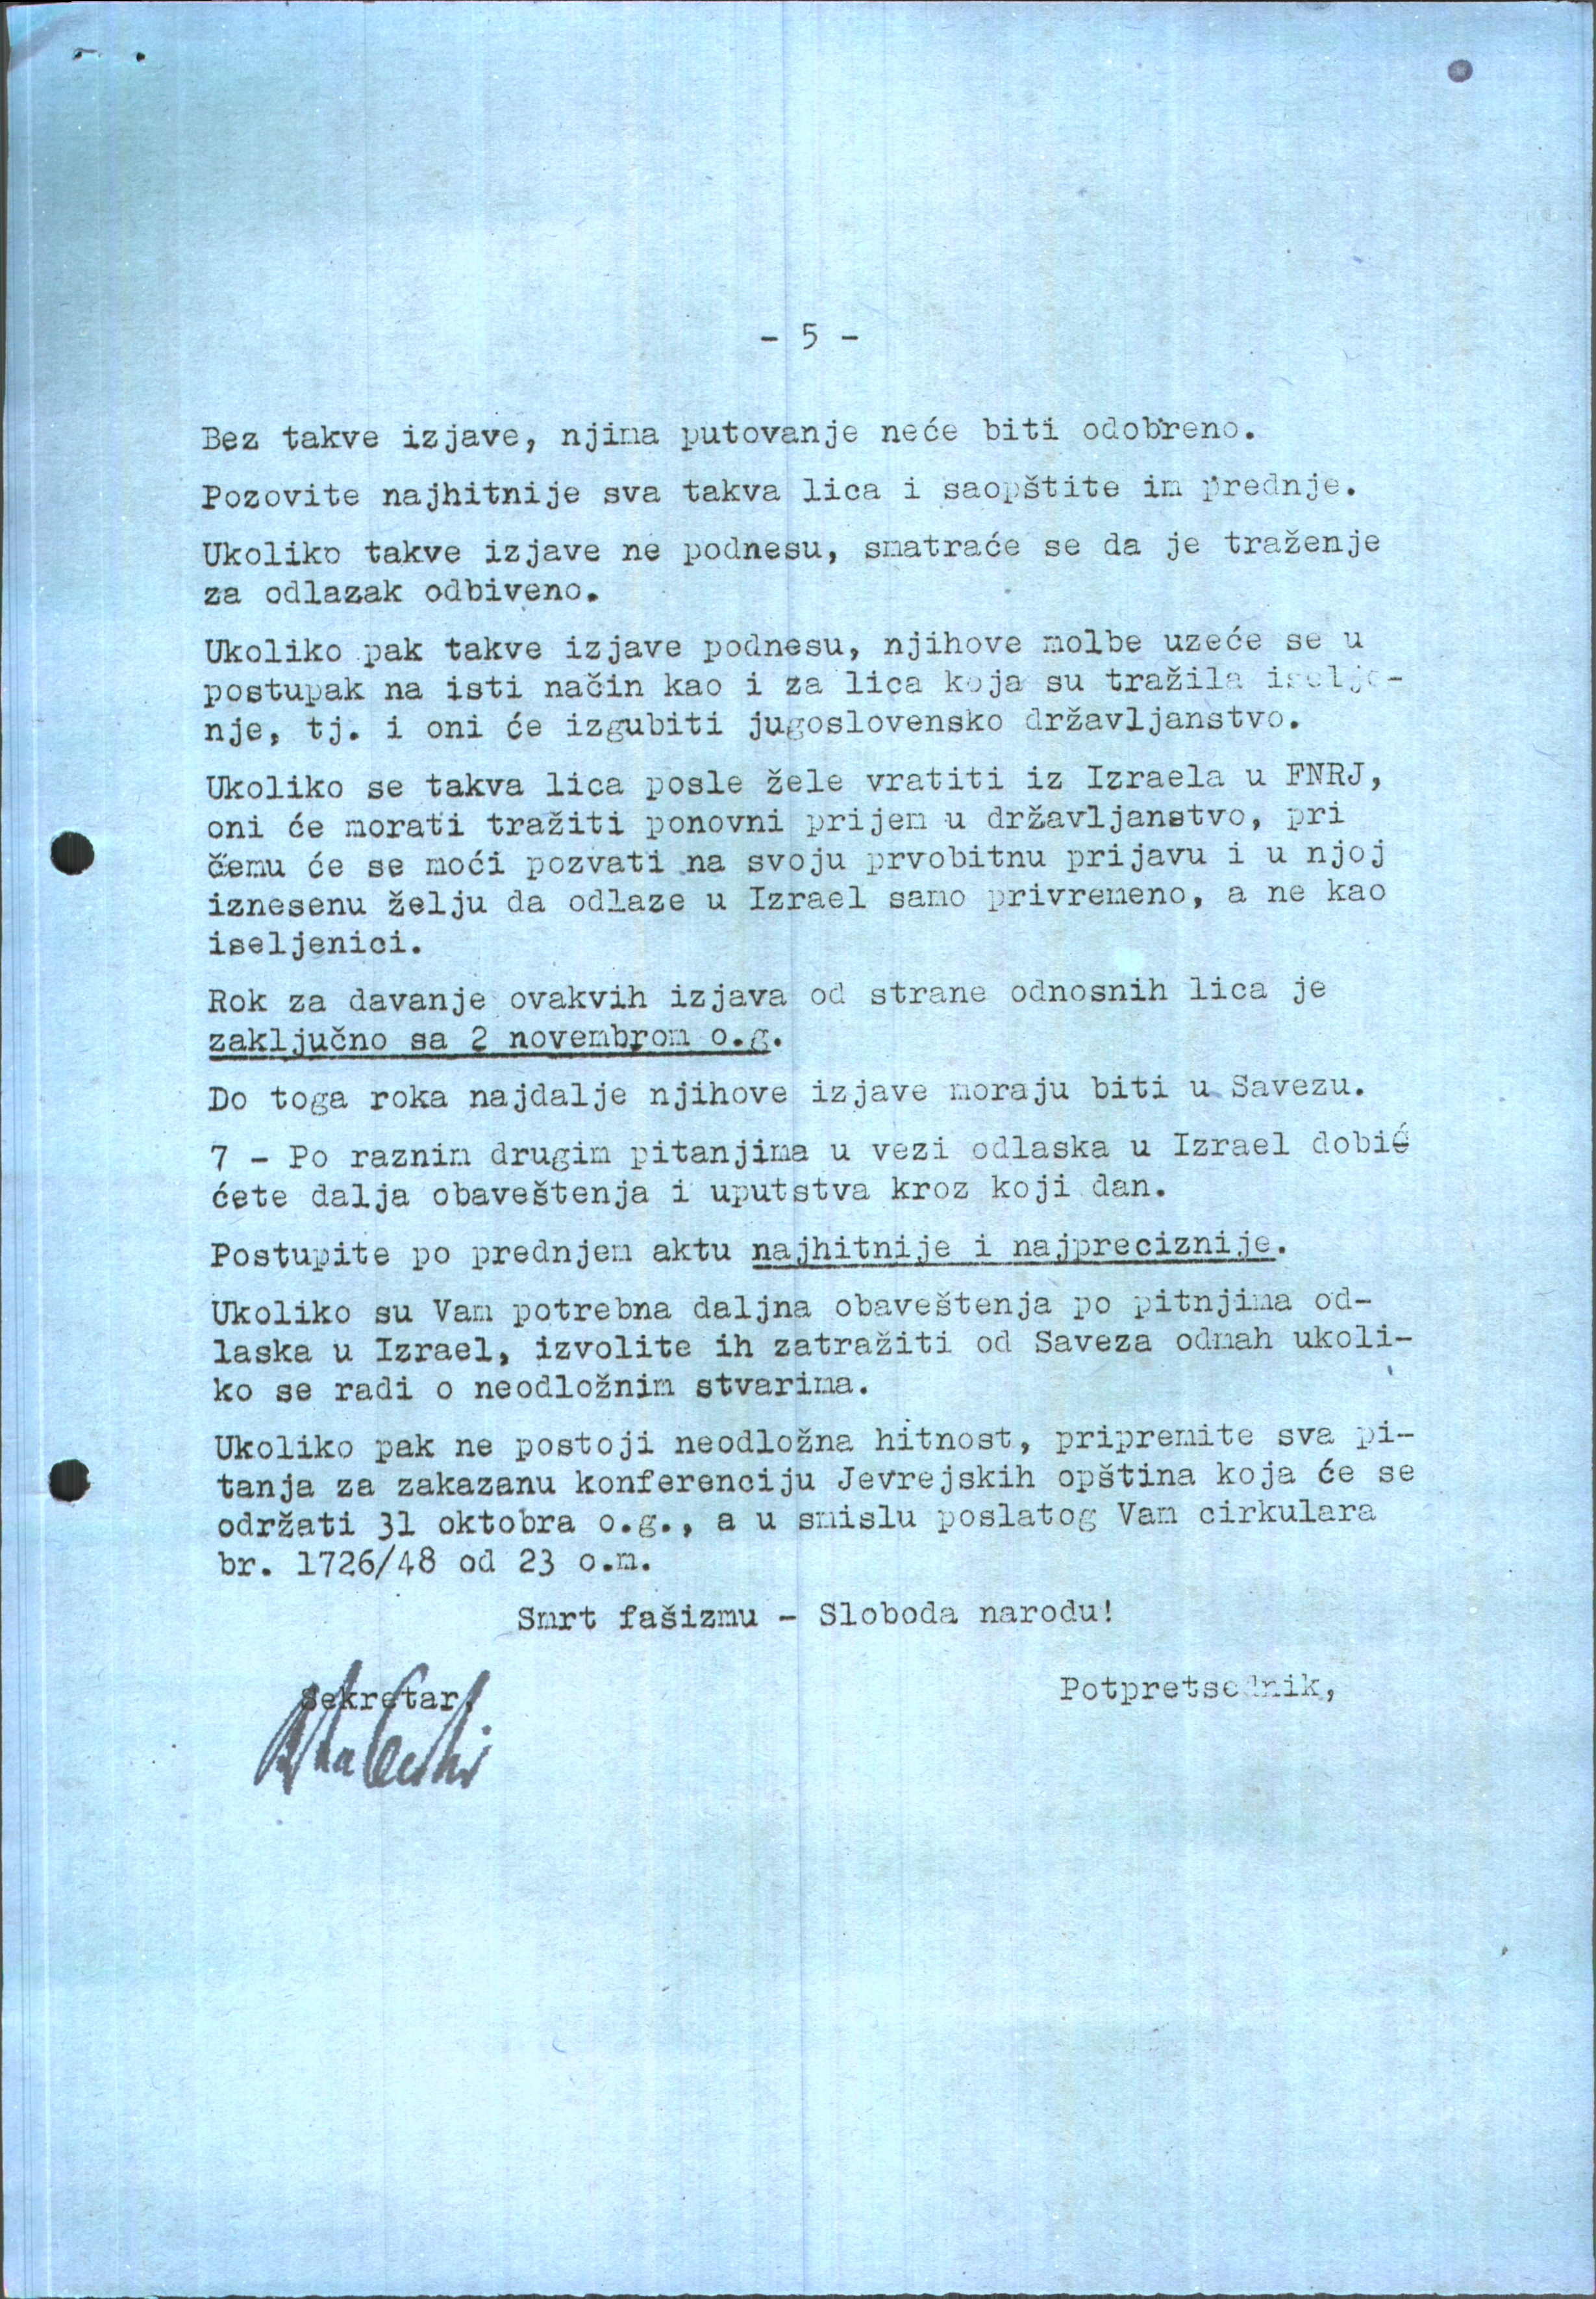 - 5 -
Bez takve izjave, njima putovanje neće biti odobreno.
Pozovite najhitnije sva takva lica i saopštite im prednje.
Ukoliko takve izjave ne podnesu, smatraće se da je traženje
za odlazak odbiveno.
Ukoliko pak takve izjave podnesu, njihove molbe uzeće se u
postupak na isti način kao i za lica koja su tražila iselje-
nje, tj. i oni će izgubiti jugoslovensko državljanstvo.
Ukoliko se takva lica posle žele vratiti iz Izraela u FNRJ,
oni će morati tražiti ponovni prijem u državljanstvo, pri
čemu će se moći pozvati na svoju prvobitnu prijavu i u njoj
iznesenu želju da odlaze u Izrael samo privremeno, a ne kao
iseljenici.
Rok za davanje ovakvih izjava od strane odnosnih lica je
zaključno sa 2 novembrom o.g.
Do toga roka najdalje njihove izjave moraju biti u Savezu.
7 - Po raznim drugim pitanjima u vezi odlaska u Izrael dobić
ćete dalja obaveštenja i uputstva kroz koji dan.
Postupite po prednjem aktu najhitnije i najpreciznije.
Ukoliko su Vam potrebna daljna obaveštenja po pitnjima od-
laska u Izrael, izvolite ih zatražiti od Saveza odmah ukoli-
ko se radi o neodložnim stvarima.
Ukoliko pak ne postoji neodložna hitnost, pripremite sva pi-
tanja za zakazanu konferenciju Jevrejskih opština koja će se
održati 31 oktobra o.g., a u smislu poslatog Vam cirkulara
br. 1726/48 od 23 o.m.
Smrt fašizmu - Sloboda narodu!
Sekretar, Potpretsednik,